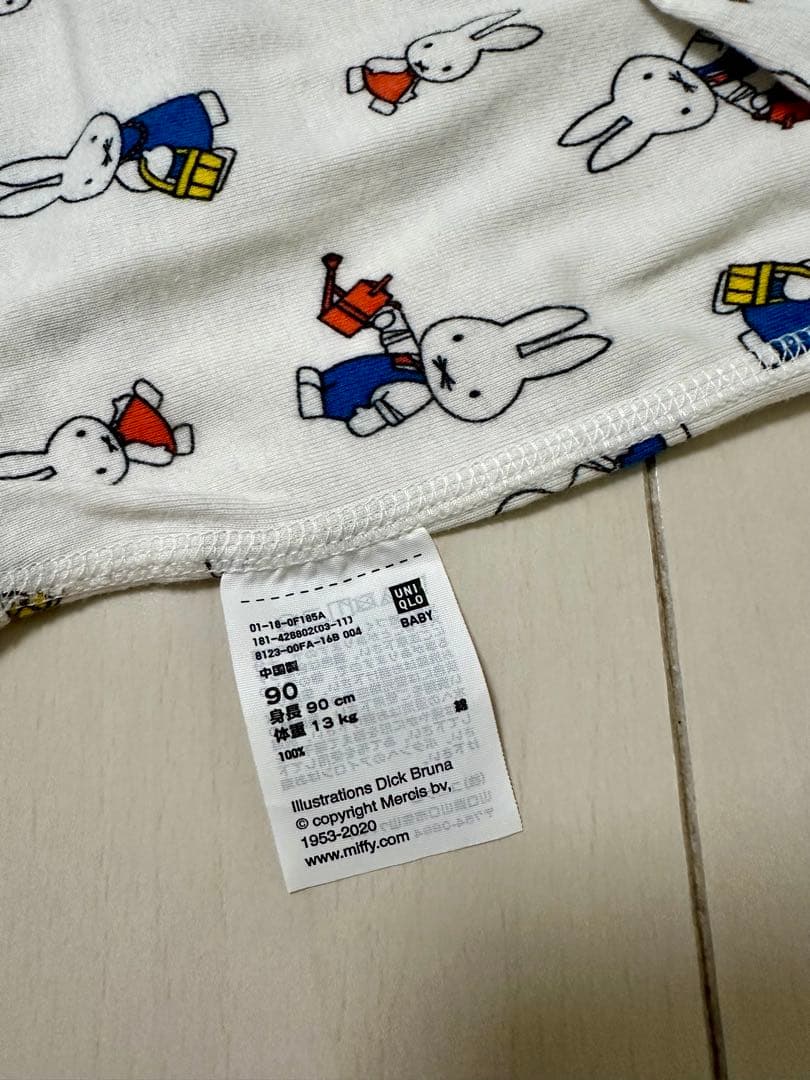 01-18-0F185A
181-428802(03-11)
8123-00FA-16B 004
UNI
QLO
BABY
中国製
90
身長 90 cm
体重 13 kg
綿
100%
Illustrations Dick Bruna
© copyright Mercis bv,
1953-2020
www.miffy.com